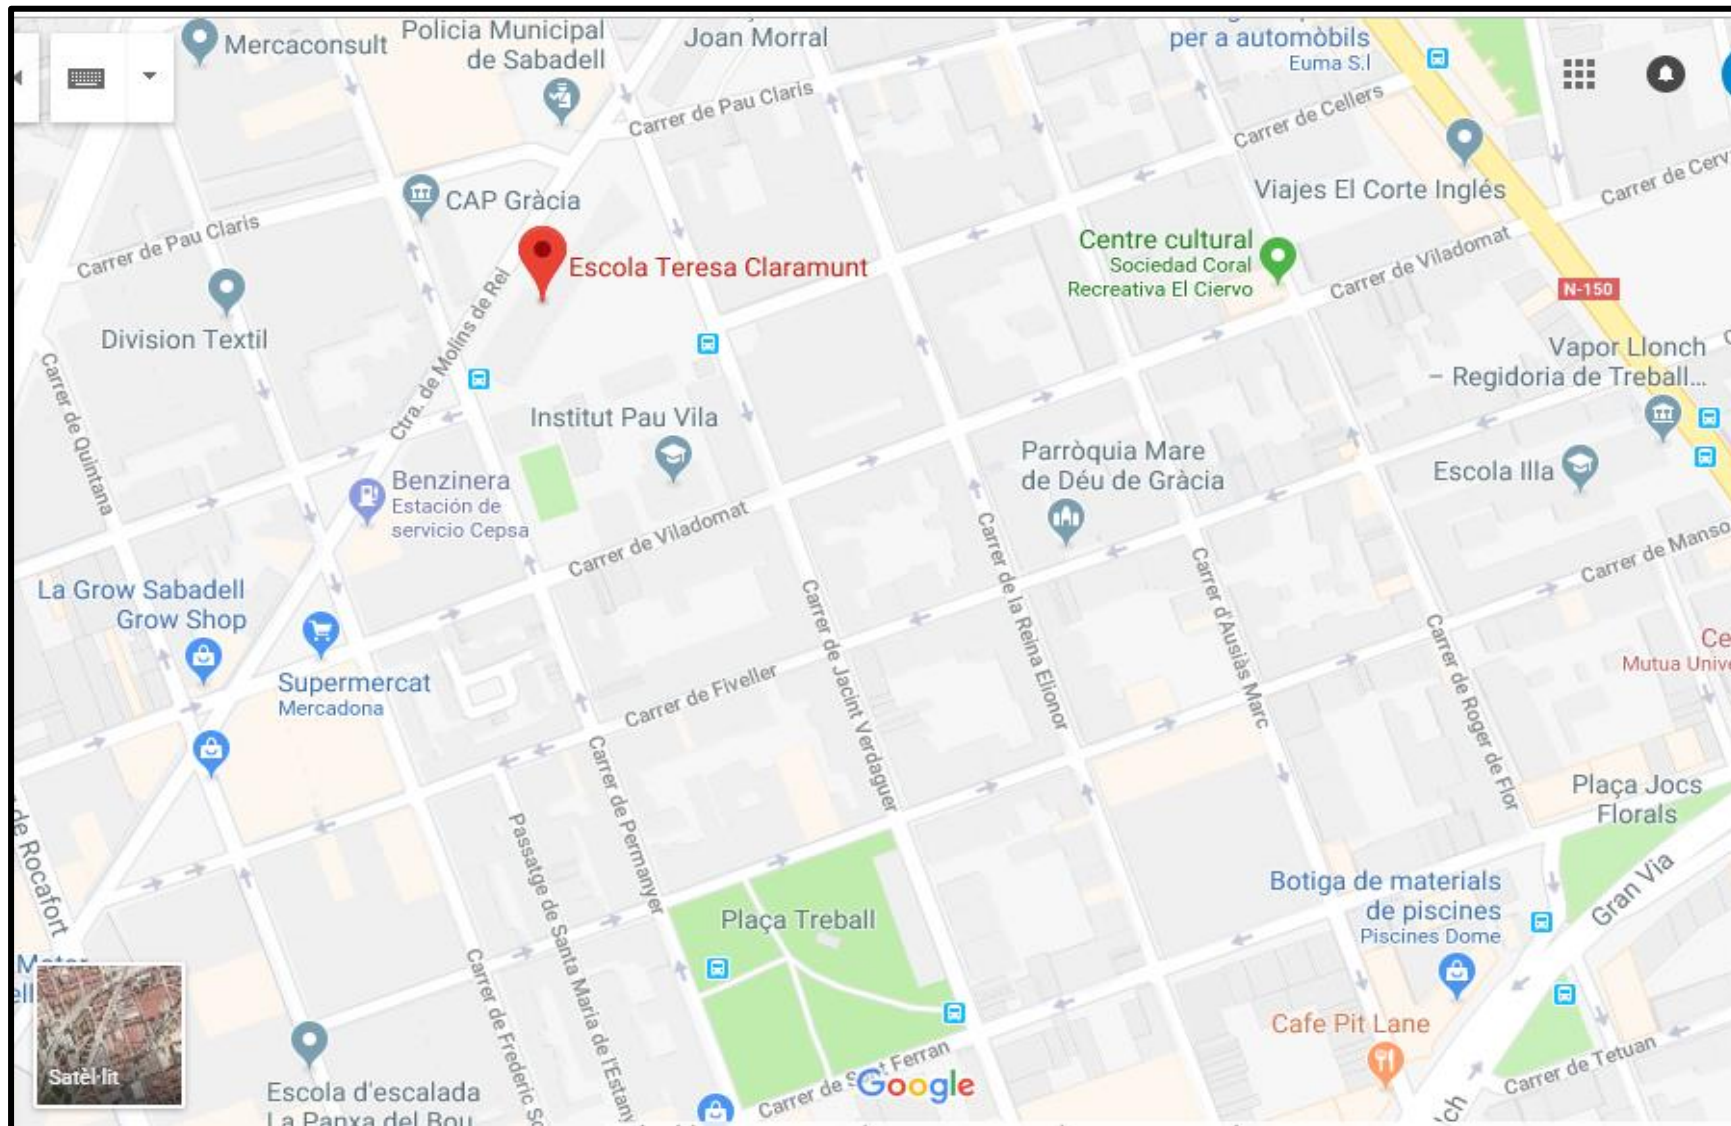 Mercaconsult
Policia Municipal
de Sabadell
Joan Morral
per a automòbils
Euma S.l
Carrer de Pau Claris
Carrer de Cellers
Viajes El Corte Inglés
Carrer de
CAP Gràcia
Carrer de Pau Claris
Escola Teresa Claramunt
Centre cultural
Sociedad Coral
Recreativa El Ciervo
Carrer de Viladomat
N-150
Division Textil
Ctra. de Molins de Rei
Vapor Llonch
– Regidoria de Treball...
Carrer de Quintana
Institut Pau Vila
Parròquia Mare
de Déu de Gràcia
Escola Illa
Benzinera
Estación de
servicio Cepsa
Carrer de Viladomat
Carrer de la Reina Elionor
Carrer d'Ausiàs Marc
Carrer de Manso
La Grow Sabadell
Grow Shop
Carrer de Jacint Verdaguer
Carrer de Roger de Flor
Ce
Mutua Unive
Supermercat
Mercadona
Carrer de Fiveller
Carrer de Permanyer
Passatge de Santa Maria de l'Estany
Plaça Jocs
Florals
de Rocafort
Plaça Treball
Botiga de materials
de piscines
Piscines Dome
Gran Via
Carrer de Frederic So
Satèl·lit
Cafe Pit Lane
Carrer de Sant Ferran
Google
Carrer de Tetuan
Escola d'escalada
La Panxa del Bou